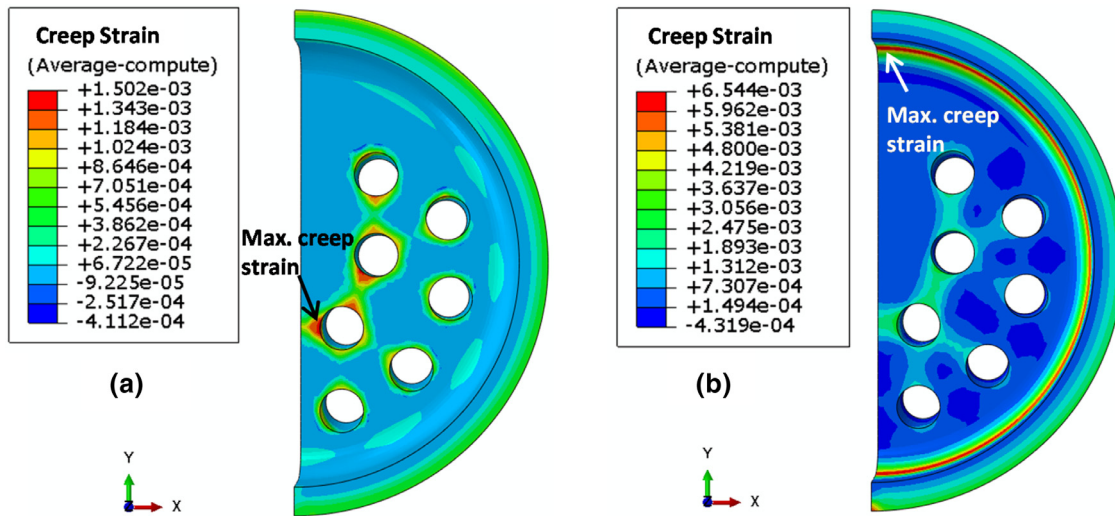 Creep Strain
(Average-compute)
+1.502e-03
+1.343e-03
+1.184e-03
+1.024e-03
+8.646e-04
+7.051e-04
+5.456e-04
+3.862e-04
+2.267e-04
+6.722e-05
-9.225e-05
-2.517e-04
-4.112e-04
Max. creep
strain
(a)
Y
X
Creep Strain
(Average-compute)
+6.544e-03
+5.962e-03
+5.381e-03
+4.800e-03
+4.219e-03
+3.637e-03
+3.056e-03
+2.475e-03
+1.893e-03
+1.312e-03
+7.307e-04
+1.494e-04
-4.319e-04
Max. creep
strain
(b)
Y
X